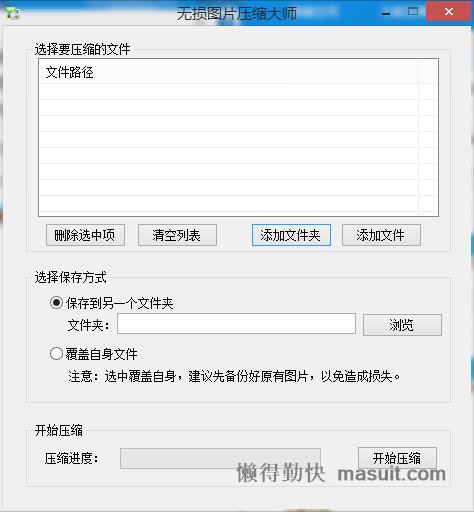 无损图片压缩大师
选择要压缩的文件
文件路径
删除选中项 清空列表 添加文件夹 添加文件
选择保存方式
保存到另一个文件夹
文件夹： 浏览
覆盖自身文件
注意：选中覆盖自身，建议先备份好原有图片，以免造成损失。
开始压缩
压缩进度： 开始压缩
懒得勤快 masuit.com